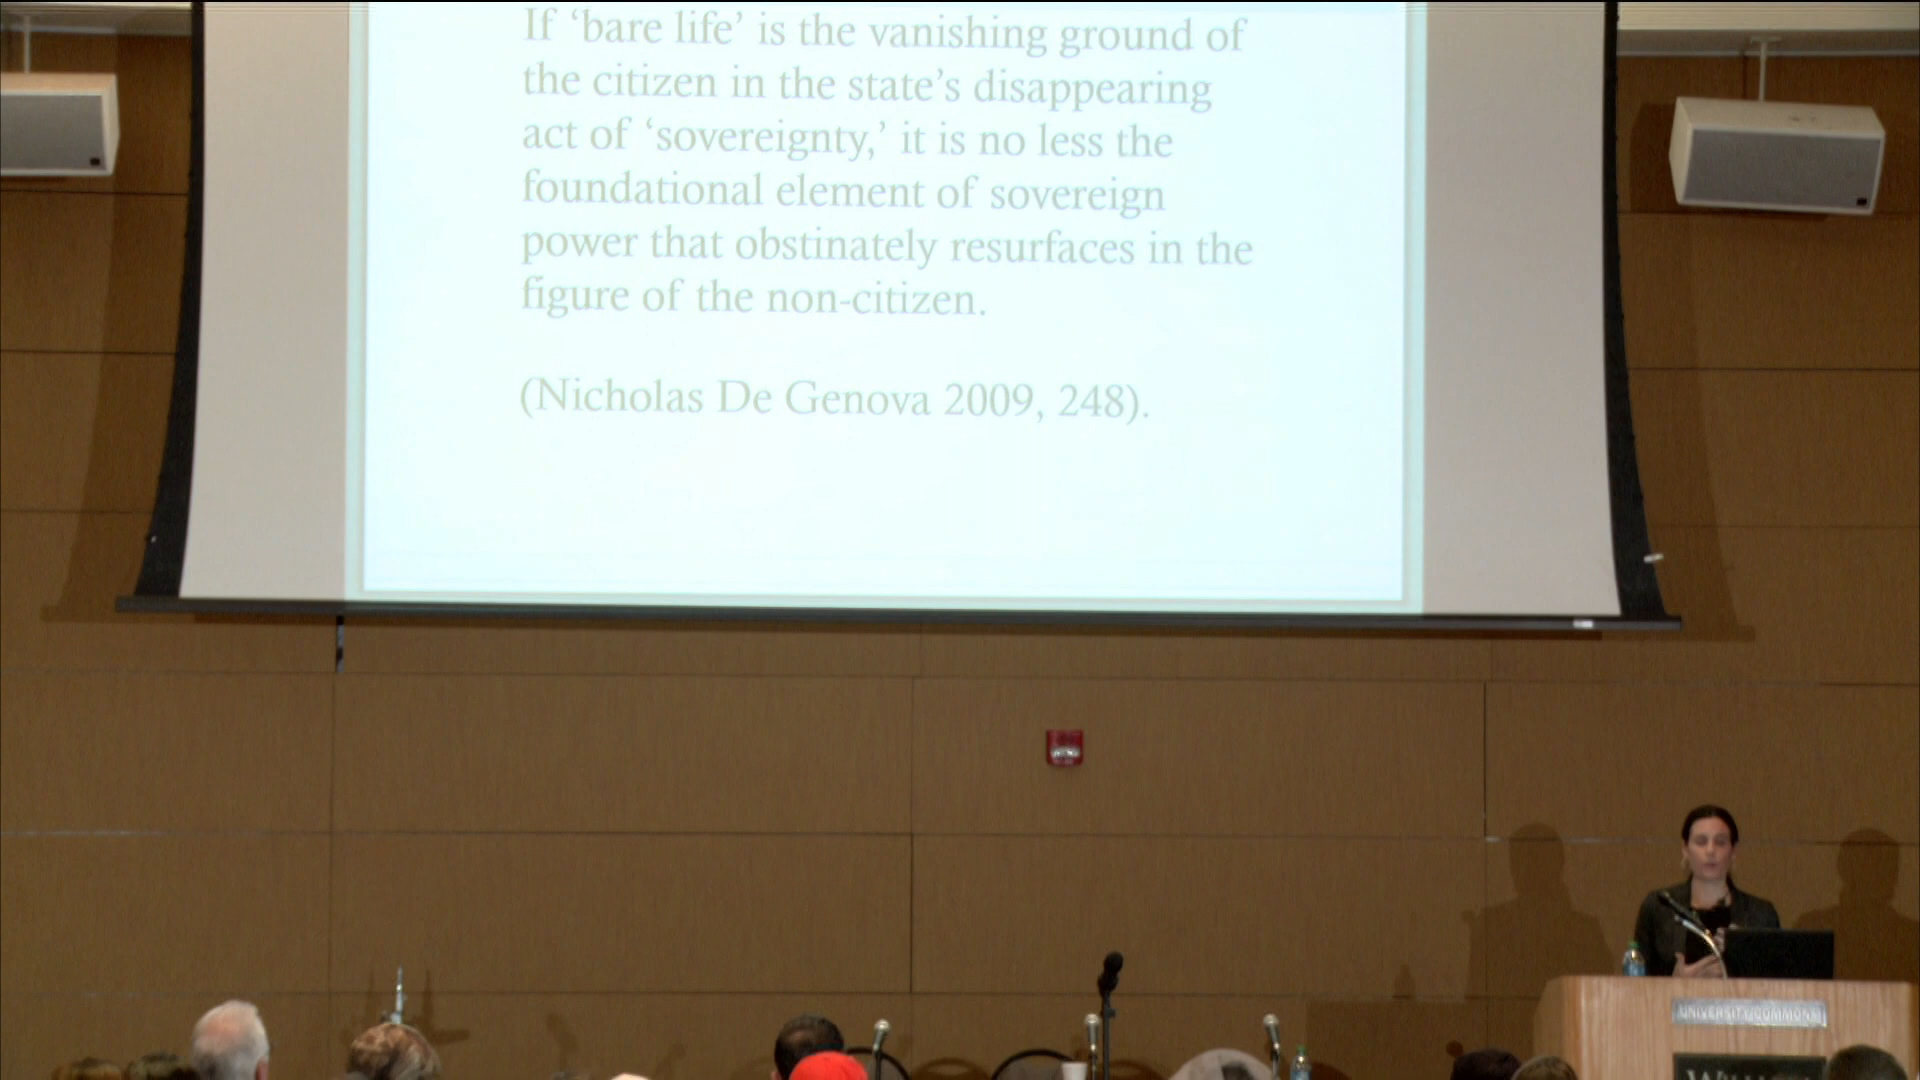 If ‘bare life’ is the vanishing ground of
the citizen in the state’s disappearing
act of ‘sovereignty,’ it is no less the
foundational element of sovereign
power that obstinately resurfaces in the
figure of the non-citizen.
(Nicholas De Genova 2009, 248).
UNIVERSITY COMMONS